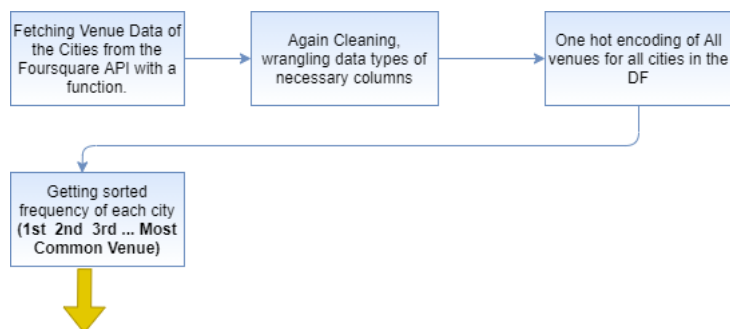 Fetching Venue Data of
the Cities from the
Foursquare API with a
function.
Again Cleaning,
wrangling data types of
necessary columns
One hot encoding of All
venues for all cities in the
DF
Getting sorted
frequency of each city
(1st 2nd 3rd ... Most
Common Venue)